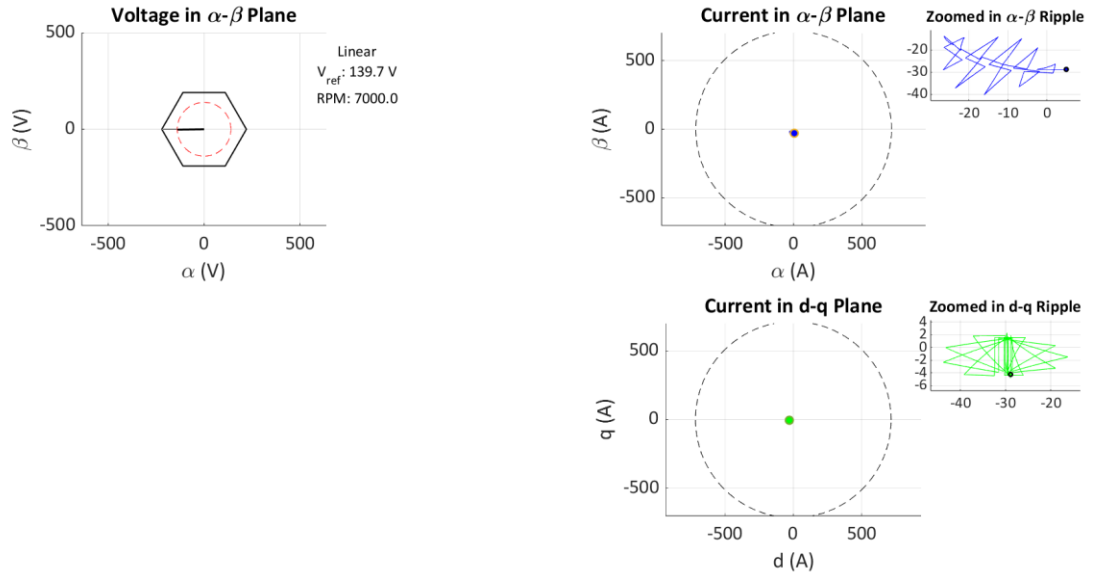 Voltage in α-β Plane
500
0
-500
β (V)
-500
0
500
α (V)
Linear
Vref: 139.7 V
RPM: 7000.0
Current in α-β Plane
500
0
-500
β (A)
-500
0
500
α (A)
Zoomed in α-β Ripple
-20
-30
-40
-20
-10
0
Current in d-q Plane
500
0
-500
q (A)
-500
0
500
d (A)
Zoomed in d-q Ripple
4
2
0
-2
-4
-6
-40
-30
-20